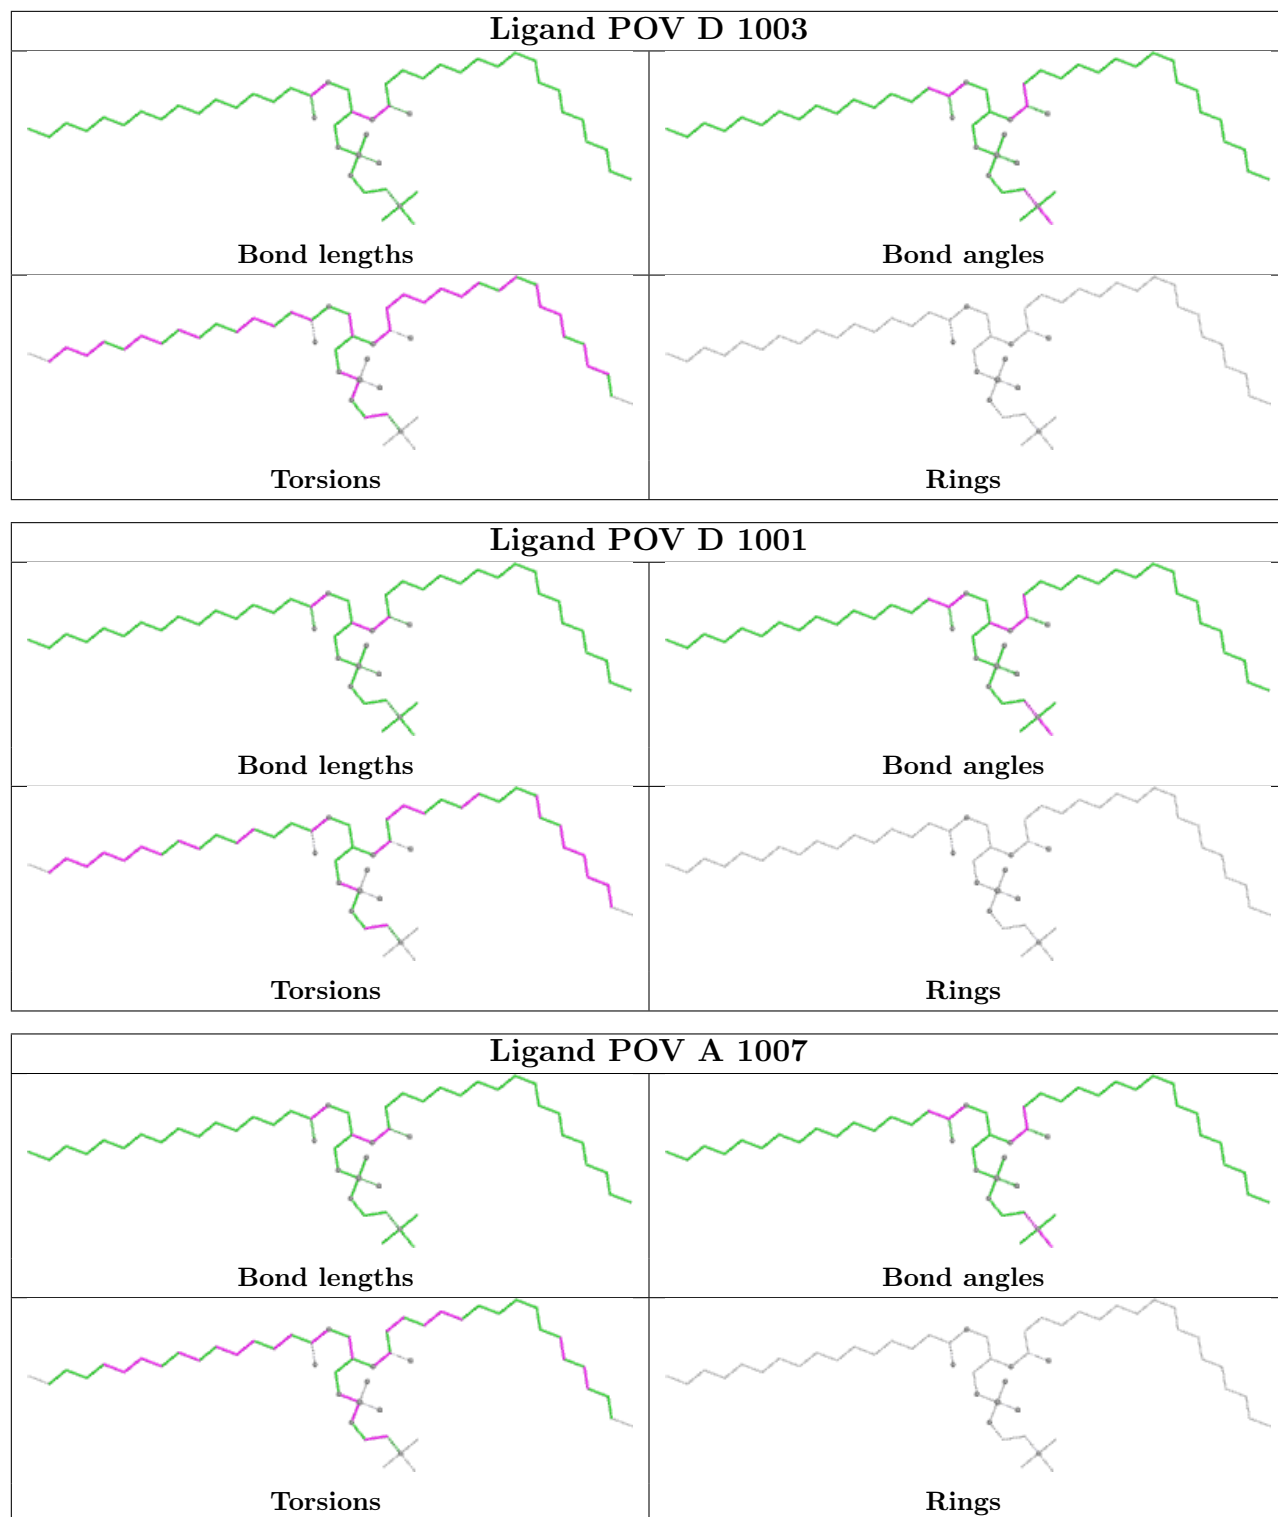 Ligand POV D 1003
Bond lengths
Bond angles
Torsions
Rings
Ligand POV D 1001
Bond lengths
Bond angles
Torsions
Rings
Ligand POV A 1007
Bond lengths
Bond angles
Torsions
Rings